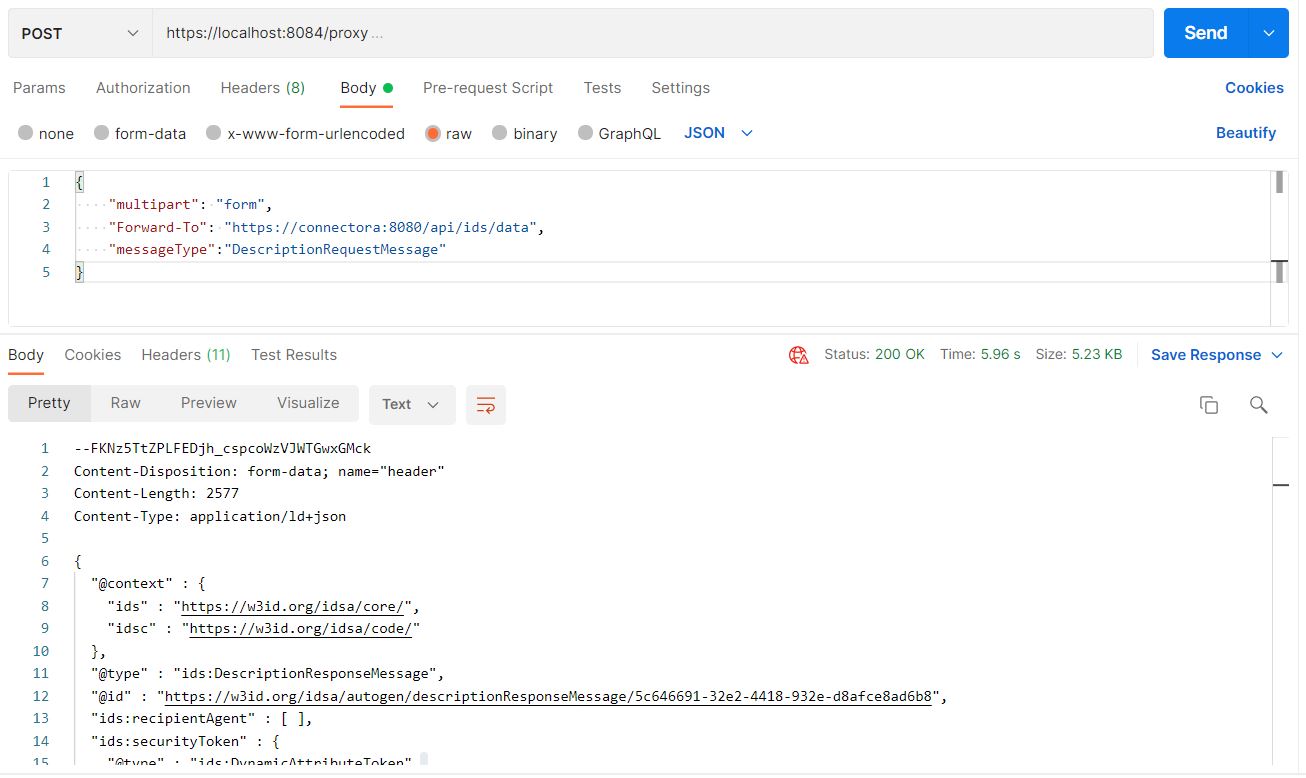 POST https://localhost:8084/proxy ... Send
Params Authorization Headers (8) Body Pre-request Script Tests Settings Cookies
none form-data x-www-form-urlencoded raw binary GraphQL JSON Beautify
1 {
2 ····"multipart":·"form",
3 ····"Forward-To":·"https://connectora:8080/api/ids/data",
4 ····"messageType":"DescriptionRequestMessage"
5 }
Body Cookies Headers (11) Test Results Status: 200 OK Time: 5.96 s Size: 5.23 KB Save Response
Pretty Raw Preview Visualize Text
1 --FKNz5TtZPLFEDjh_cspcoWzVJWTGwxGMck
2 Content-Disposition: form-data; name="header"
3 Content-Length: 2577
4 Content-Type: application/ld+json
5
6 {
7 "@context" : {
8 "ids" : "https://w3id.org/idsa/core/",
9 "idsc" : "https://w3id.org/idsa/code/"
10 },
11 "@type" : "ids:DescriptionResponseMessage",
12 "@id" : "https://w3id.org/idsa/autogen/descriptionResponseMessage/5c646691-32e2-4418-932e-d8afce8ad6b8",
13 "ids:recipientAgent" : [ ],
14 "ids:securityToken" : {
15 "@type" : "ids:DynamicAttributeToken"